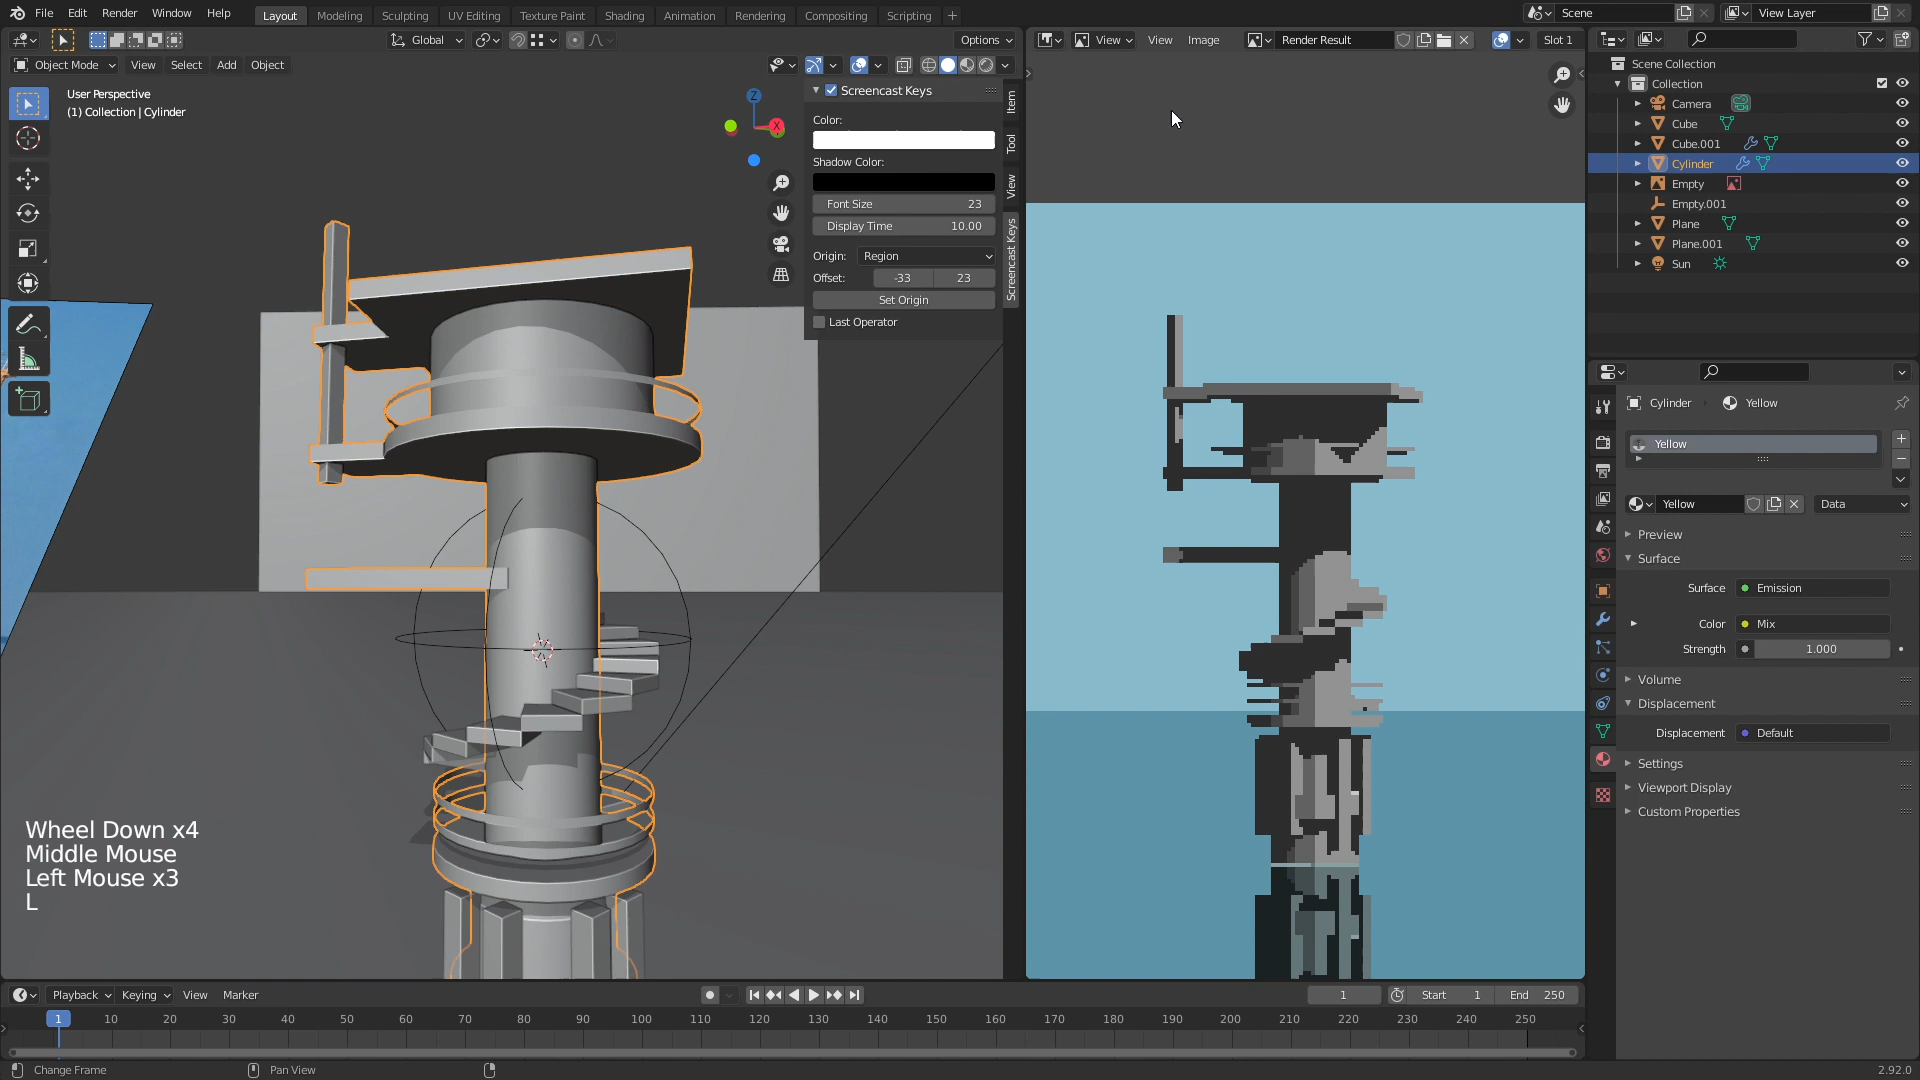 File Edit Render Window Help
Layout Modeling Sculpting UV Editing Texture Paint Shading Animation Rendering Compositing Scripting
Scene
View Layer
Global
Options
View View Image Render Result Slot 1
Object Mode View Select Add Object
User Perspective
(1) Collection | Cylinder
Z
X
Screencast Keys
Color:
Shadow Color:
Font Size 23
Display Time 10.00
Origin: Region
Offset: -33 23
Set Origin
Last Operator
Item
Tool
View
Screencast Keys
Scene Collection
Collection
Camera
Cube
Cube.001
Cylinder
Empty
Empty.001
Plane
Plane.001
Sun
Cylinder Yellow
Yellow
Yellow Data
Preview
Surface
Surface Emission
Color Mix
Strength 1.000
Volume
Displacement
Displacement Default
Settings
Viewport Display
Custom Properties
Wheel Down x4
Middle Mouse
Left Mouse x3
L
Playback Keying View Marker
1 Start 1 End 250
1 10 20 30 40 50 60 70 80 90 100 110 120 130 140 150 160 170 180 190 200 210 220 230 240 250
Change Frame Pan View 2.92.0